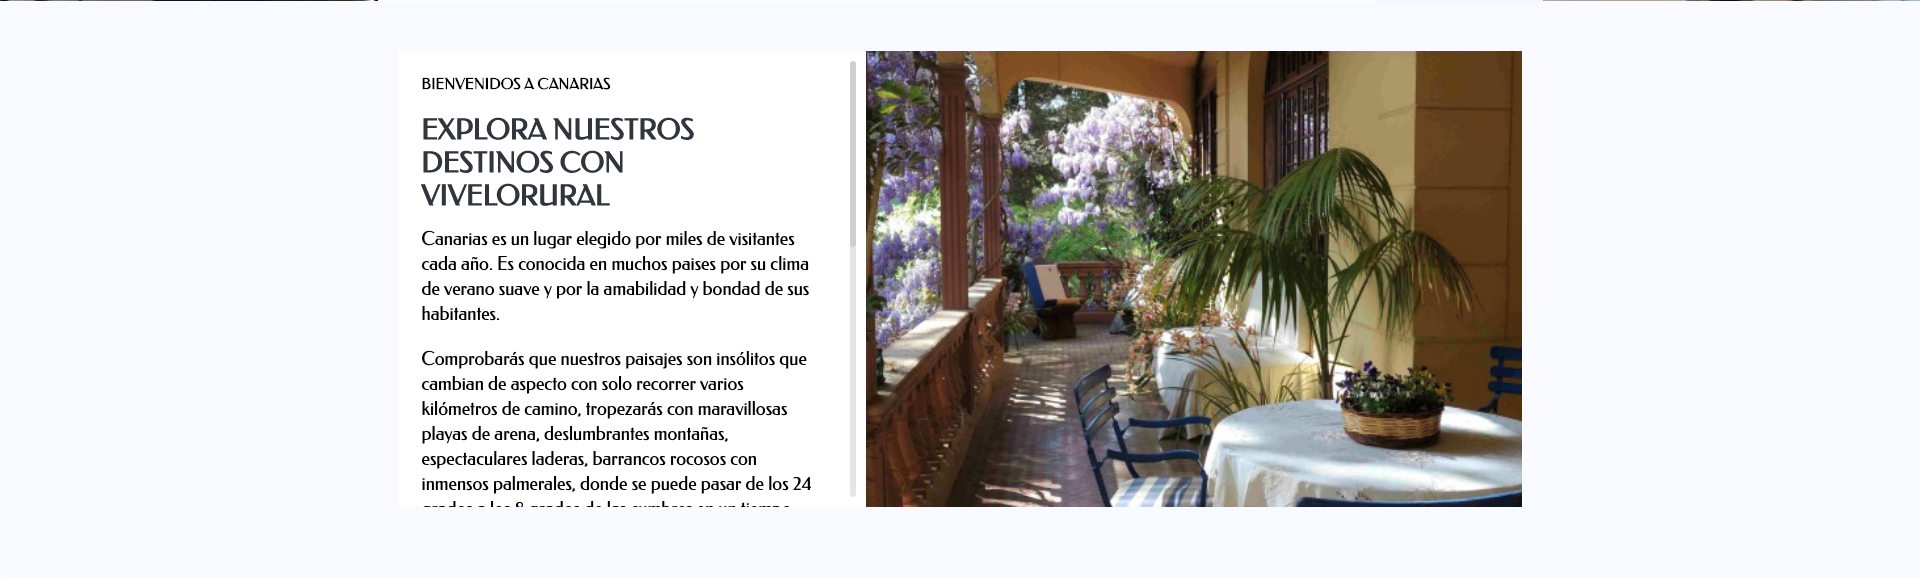 BIENVENIDOS A CANARIAS
EXPLORA NUESTROS
DESTINOS CON
VIVELORURAL
Canarias es un lugar elegido por miles de visitantes
cada año. Es conocida en muchos paises por su clima
de verano suave y por la amabilidad y bondad de sus
habitantes.
Comprobarás que nuestros paisajes son insólitos que
cambian de aspecto con solo recorrer varios
kilómetros de camino, tropezarás con maravillosas
playas de arena, deslumbrantes montañas,
espectaculares laderas, barrancos rocosos con
inmensos palmerales, donde se puede pasar de los 24